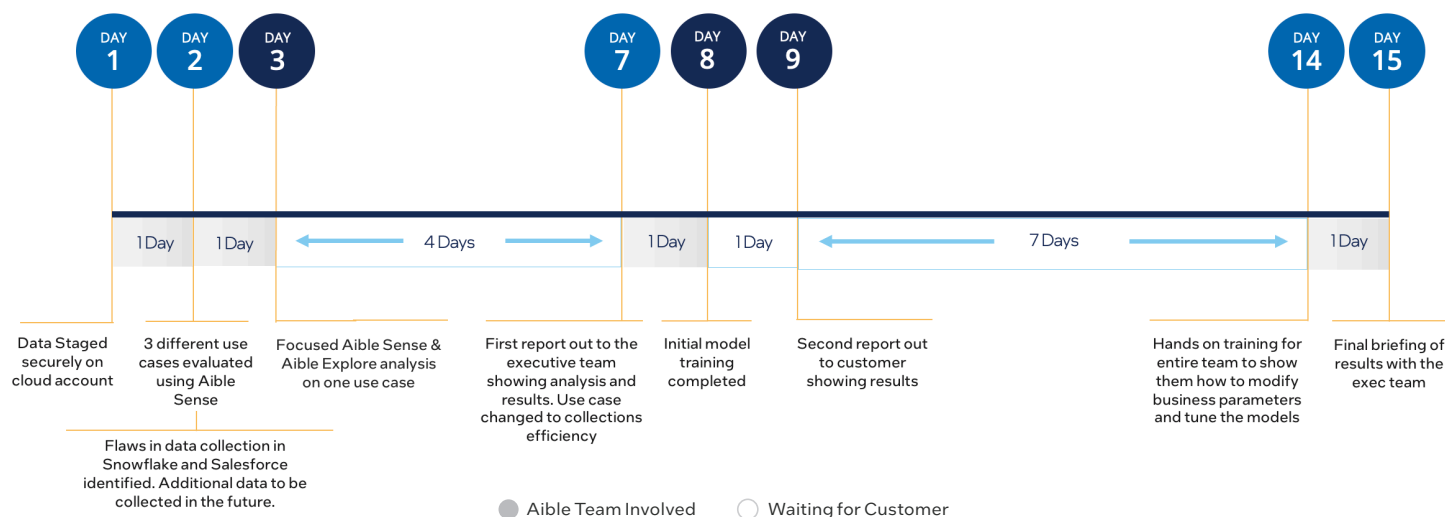 DAY
1
DAY
2
DAY
3
DAY
7
DAY
8
DAY
9
DAY
14
DAY
15
1 Day
1 Day
4 Days
1 Day
1 Day
7 Days
1 Day
Data Staged
securely on
cloud account
3 different use
cases evaluated
using Aible
Sense
Flaws in data collection in
Snowflake and Salesforce
identified. Additional data to be
collected in the future.
Focused Aible Sense &
Aible Explore analysis
on one use case
First report out to the
executive team
showing analysis and
results. Use case
changed to collections
efficiency
Initial model
training
completed
Second report out
to customer
showing results
Hands on training for
entire team to show
them how to modify
business parameters
and tune the models
Final briefing of
results with the
exec team
Aible Team Involved
Waiting for Customer